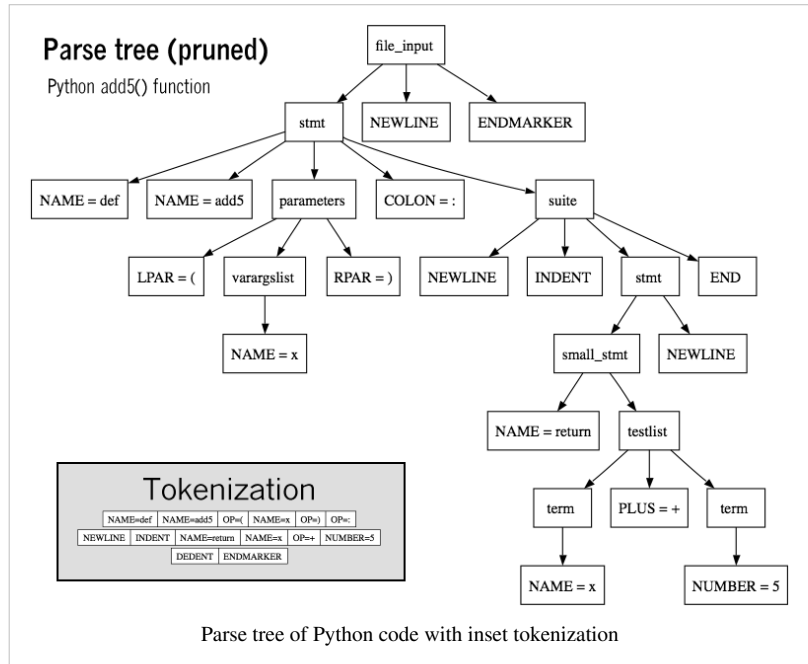 Parse tree (pruned)
Python add5() function
file_input
stmt NEWLINE ENDMARKER
NAME = def NAME = add5 parameters COLON = : suite
LPAR = ( varargslist RPAR = ) NEWLINE INDENT stmt END
NAME = x small_stmt NEWLINE
NAME = return testlist
term PLUS = + term
NAME = x NUMBER = 5
Tokenization
NAME=def NAME=add5 OP=( NAME=x OP=) OP=:
NEWLINE INDENT NAME=return NAME=x OP=+ NUMBER=5
DEDENT ENDMARKER
Parse tree of Python code with inset tokenization